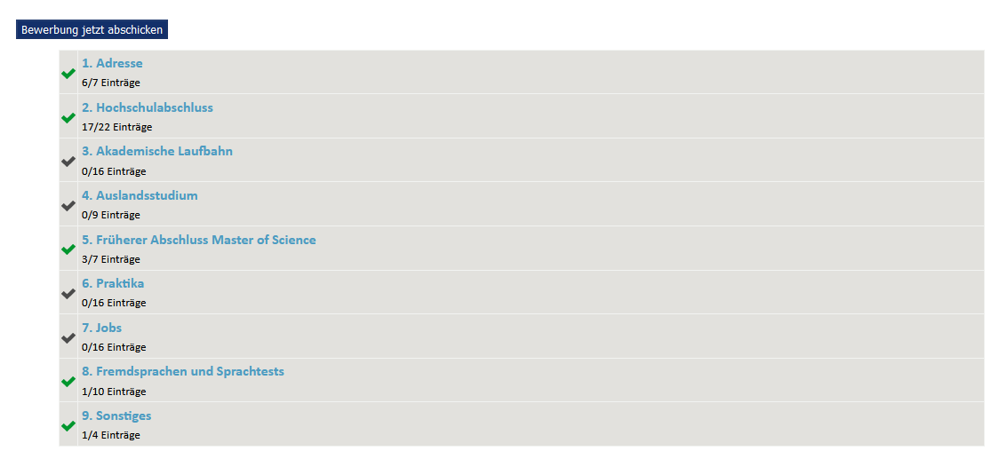 Bewerbung jetzt abschicken
1. Adresse
6/7 Einträge
2. Hochschulabschluss
17/22 Einträge
3. Akademische Laufbahn
0/16 Einträge
4. Auslandsstudium
0/9 Einträge
5. Früherer Abschluss Master of Science
3/7 Einträge
6. Praktika
0/16 Einträge
7. Jobs
0/16 Einträge
8. Fremdsprachen und Sprachtests
1/10 Einträge
9. Sonstiges
1/4 Einträge